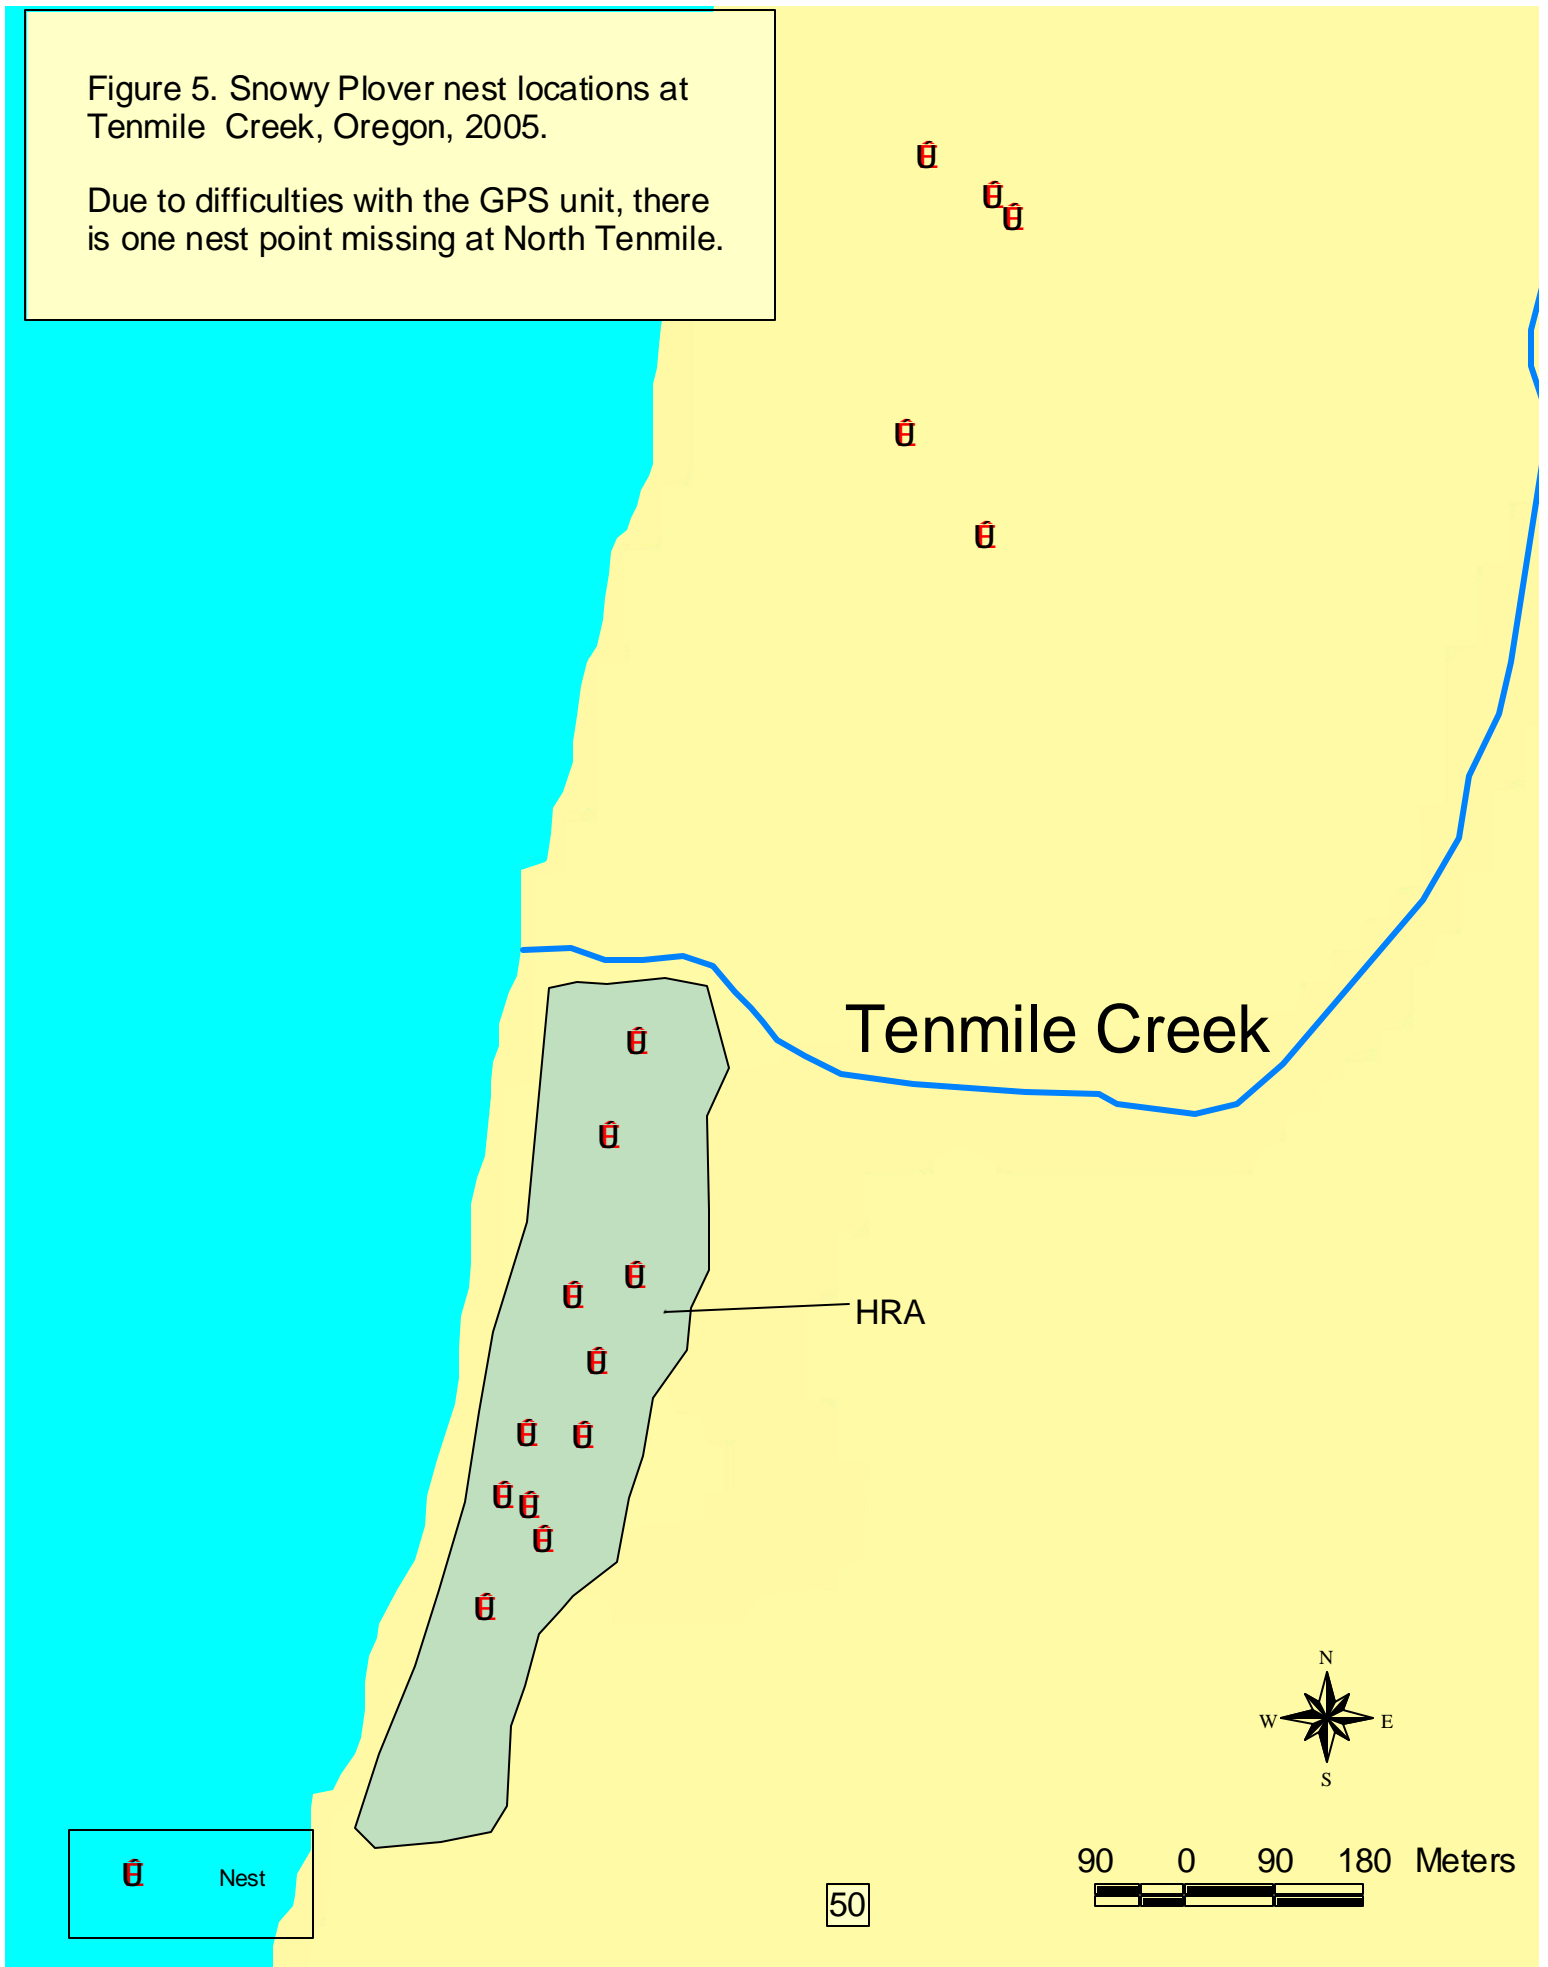 Figure 5. Snowy Plover nest locations at
Tenmile Creek, Oregon, 2005.
Due to difficulties with the GPS unit, there
is one nest point missing at North Tenmile.
Tenmile Creek
HRA
N
W E
S
Nest
90 0 90 180 Meters
50